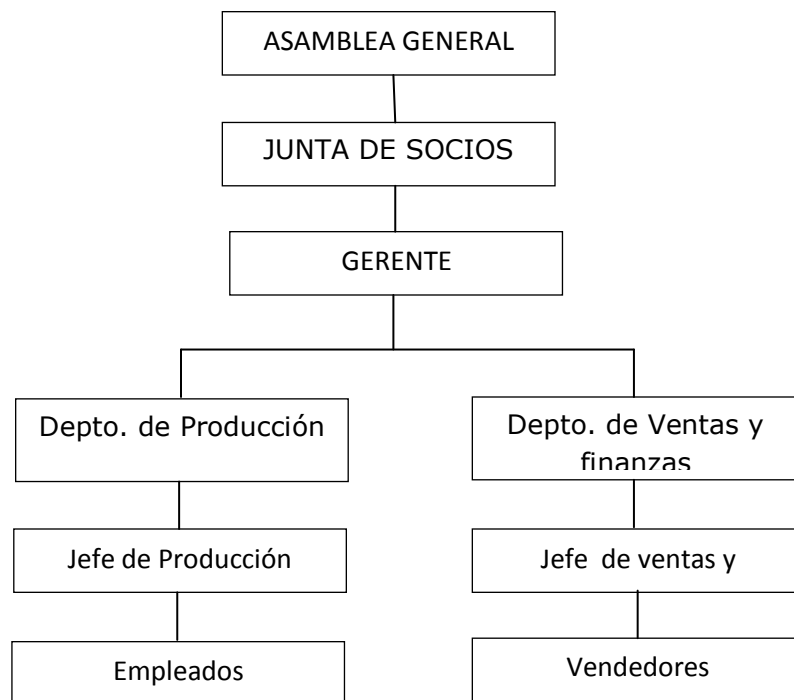 ASAMBLEA GENERAL
JUNTA DE SOCIOS
GERENTE
Depto. de Producción
Depto. de Ventas y
finanzas
Jefe de Producción
Jefe de ventas y
Empleados
Vendedores